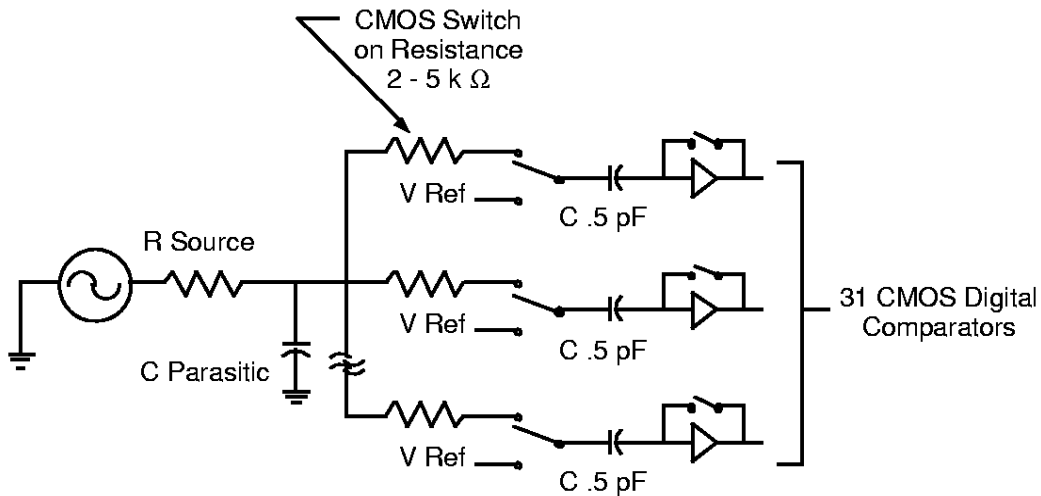 CMOS Switch
on Resistance
2 - 5 k Ω
V Ref
C .5 pF
R Source
V Ref
C .5 pF
31 CMOS Digital
Comparators
C Parasitic
V Ref
C .5 pF